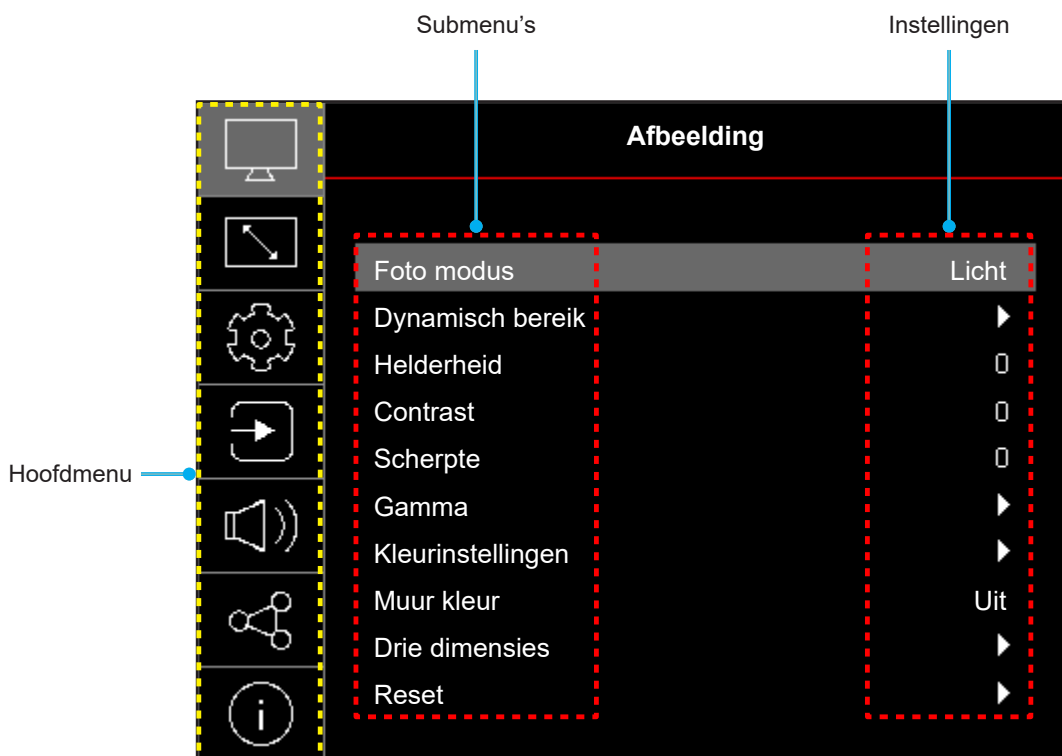 Submenu's Instellingen
Afbeelding
Foto modus Licht
Dynamisch bereik
Helderheid 0
Contrast 0
Scherpte 0
Hoofdmenu
Gamma
Kleurinstellingen
Muur kleur Uit
Drie dimensies
Reset
i